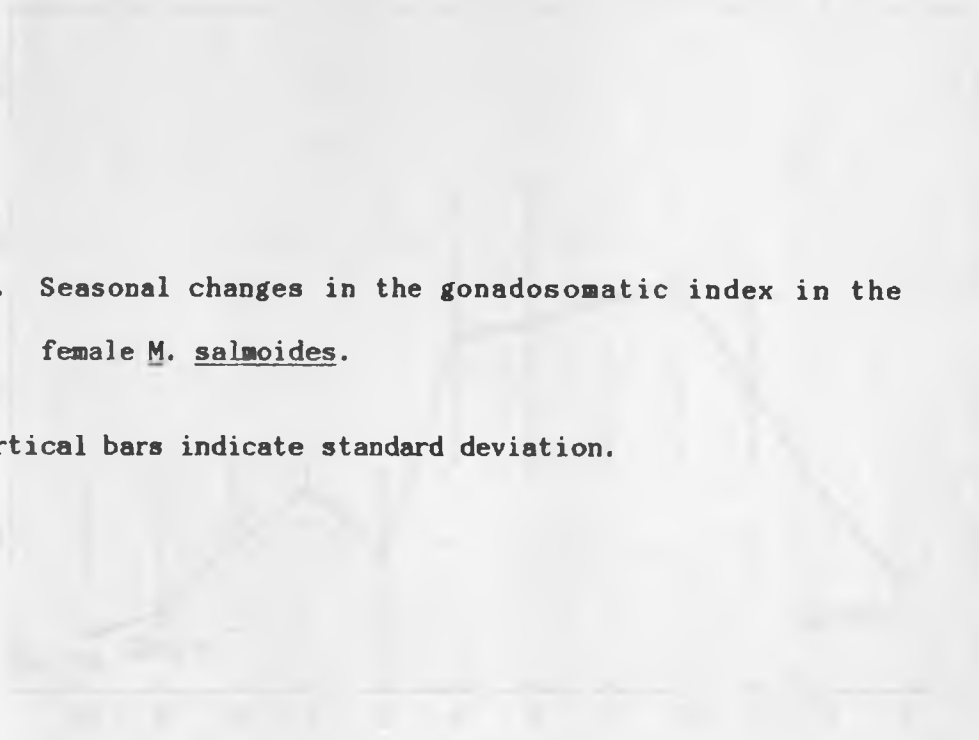 . Seasonal changes in the gonadosomatic index in the
female M. salmoides.
rtical bars indicate standard deviation.